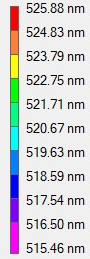 525.88 nm
524.83 nm
523.79 nm
522.75 nm
521.71 nm
520.67 nm
519.63 nm
518.59 nm
517.54 nm
516.50 nm
515.46 nm